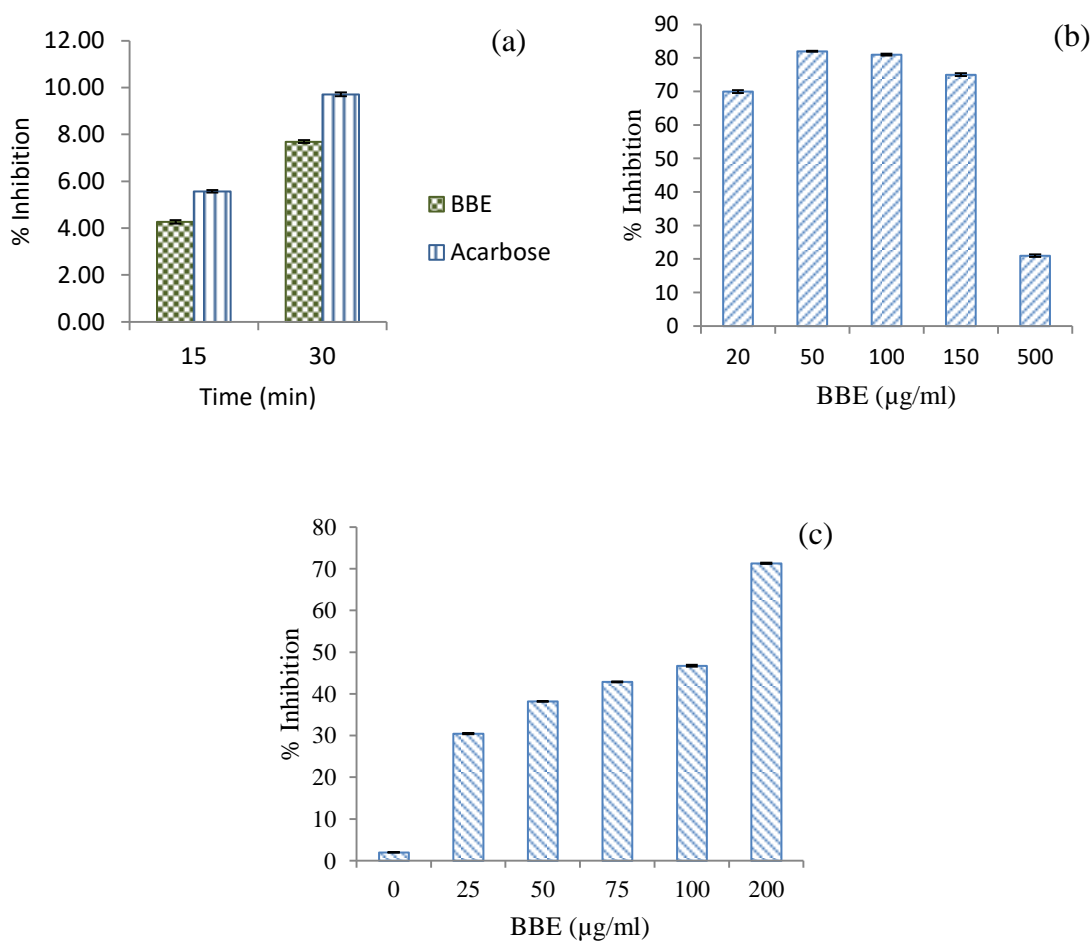 (a)
% Inhibition
12.00
10.00
8.00
6.00
4.00
2.00
0.00
15 30
Time (min)
BBE
Acarbose
(b)
% Inhibition
90
80
70
60
50
40
30
20
10
0
20 50 100 150 500
BBE (µg/ml)
(c)
% Inhibition
80
70
60
50
40
30
20
10
0
0 25 50 75 100 200
BBE (µg/ml)